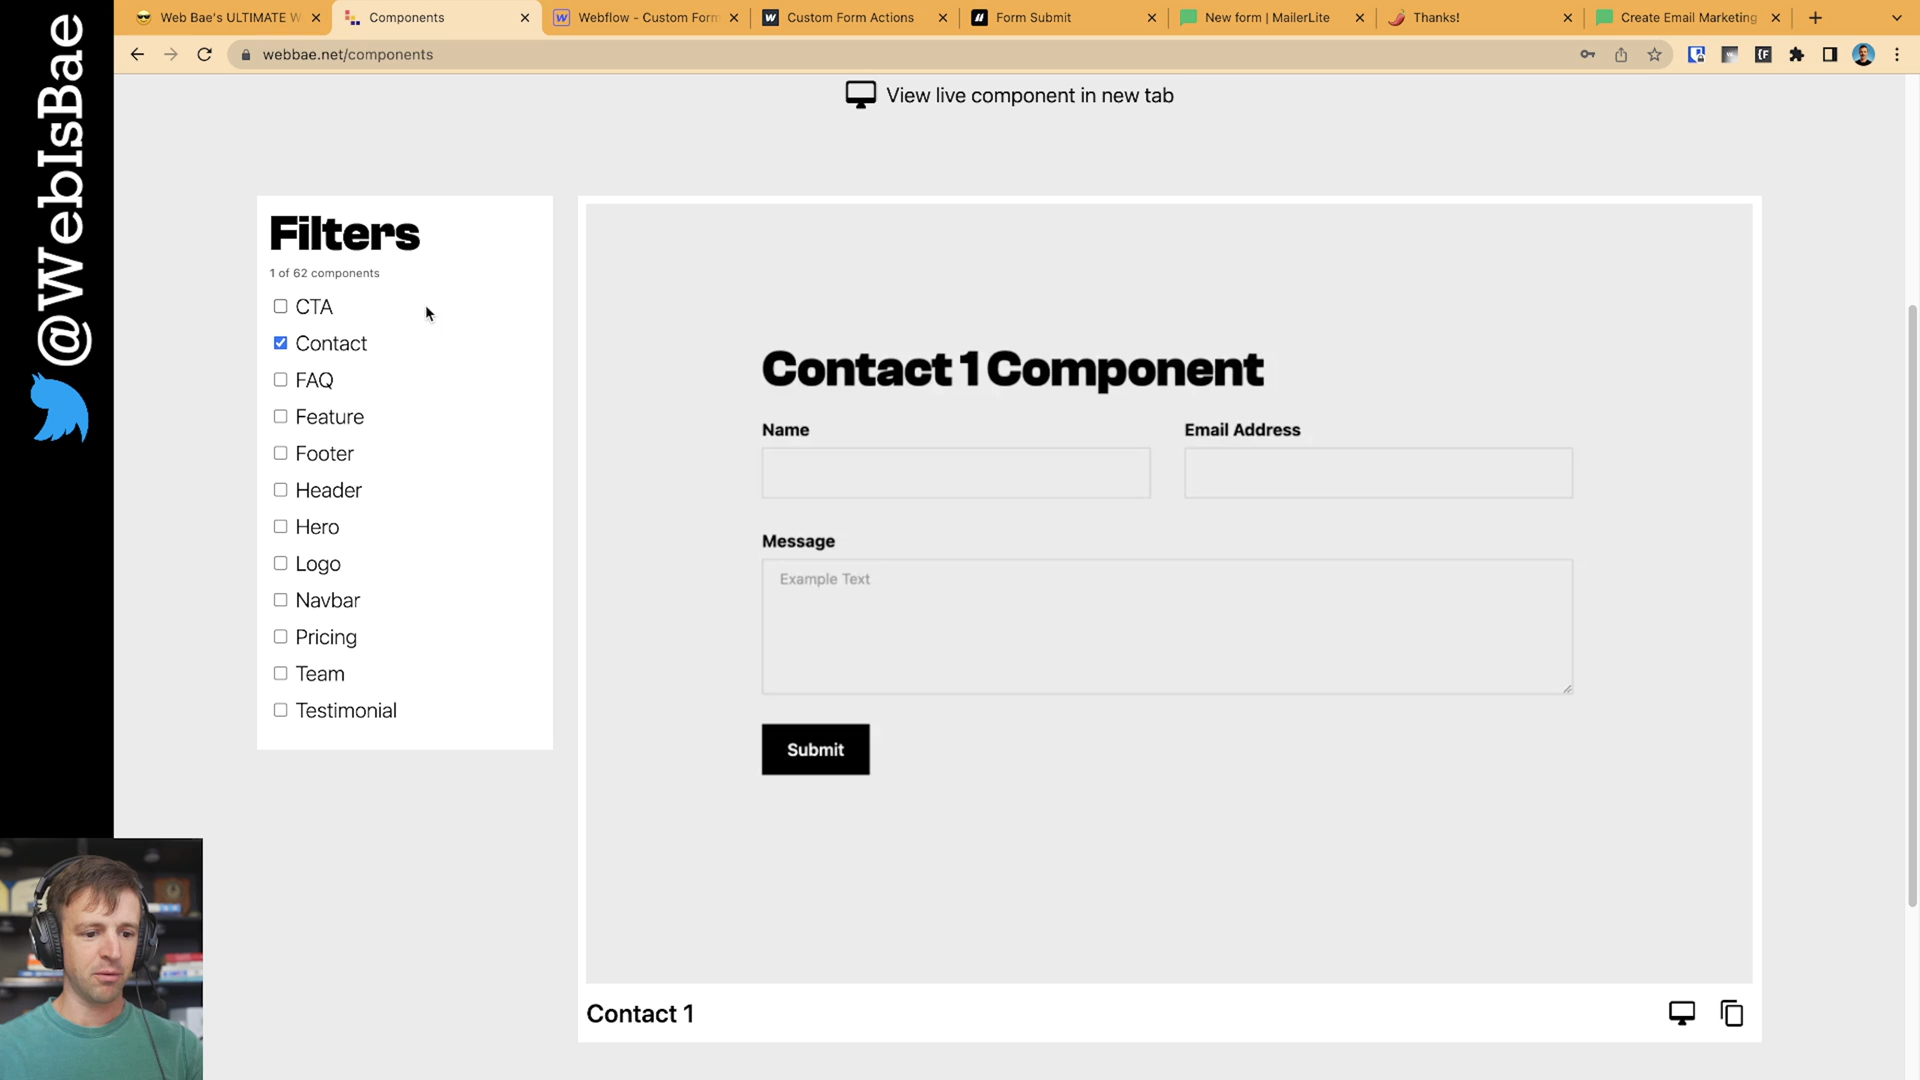 Web Bae's ULTIMATE W
Components
Webflow - Custom Form
Custom Form Actions
Form Submit
New form | MailerLite
Thanks!
Create Email Marketing
webbae.net/components
@WebIsBae
View live component in new tab
Filters
1 of 62 components
CTA
Contact
FAQ
Feature
Footer
Header
Hero
Logo
Navbar
Pricing
Team
Testimonial
Contact 1 Component
Name
Email Address
Message
Example Text
Submit
Contact 1